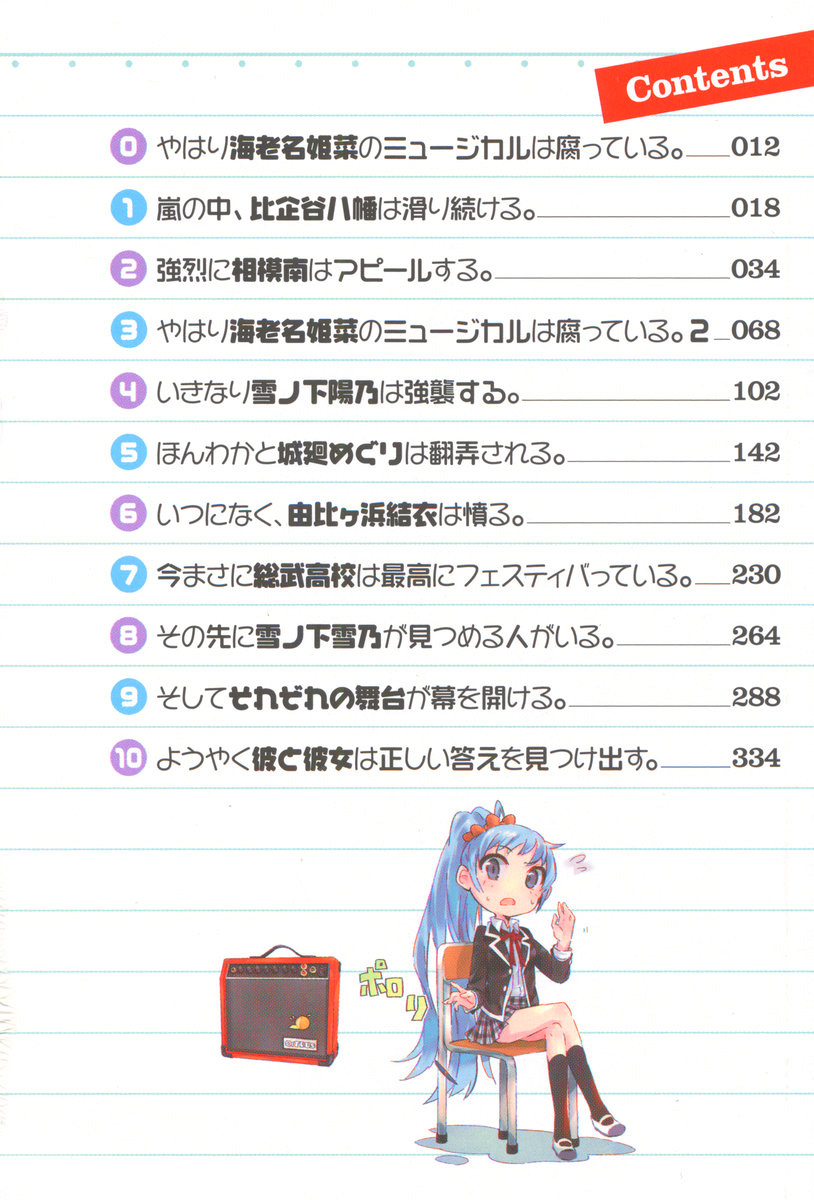 Contents
0 やはり海老名姫菜のミュージカルは腐っている。 012
1 嵐の中、比企谷八幡は滑り続ける。 018
2 強烈に相模南はアピールする。 034
3 やはり海老名姫菜のミュージカルは腐っている。2 068
4 いきなり雪ノ下陽乃は強襲する。 102
5 ほんわかと城廻めぐりは翻弄される。 142
6 いつになく、由比ヶ浜結衣は憤る。 182
7 今まさに総武高校は最高にフェスティバっている。 230
8 その先に雪ノ下雪乃が見つめる人がいる。 264
9 そしてそれぞれの舞台が幕を開ける。 288
10 ようやく彼と彼女は正しい答えを見つけ出す。 334
ポロリ